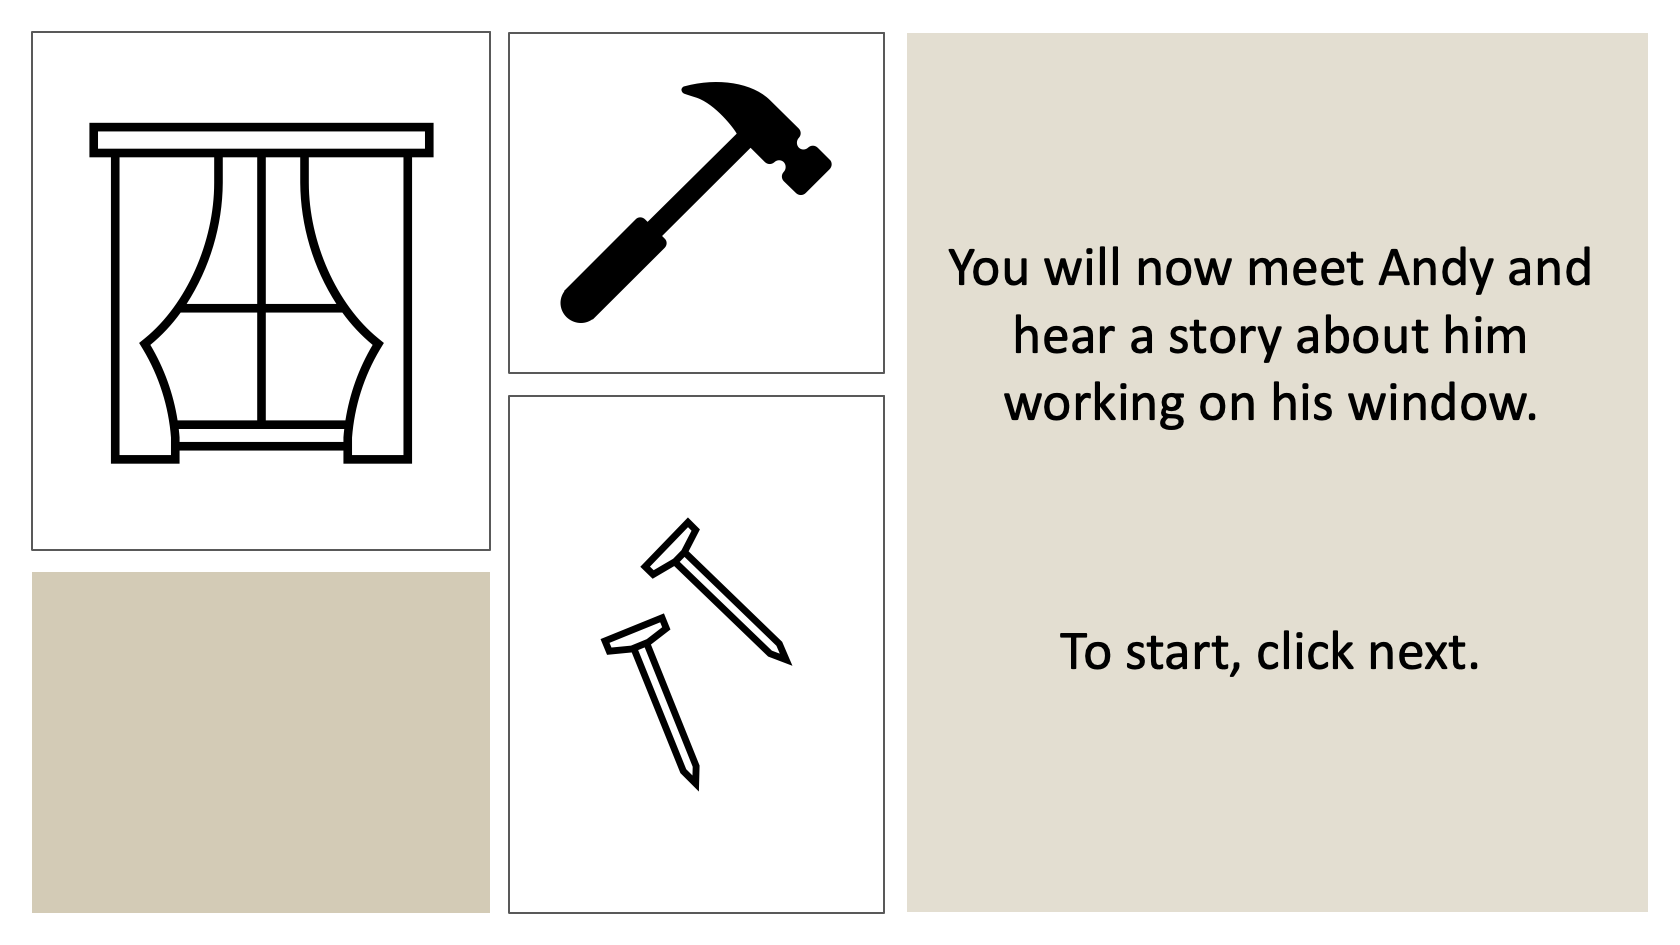 You will now meet Andy and
hear a story about him
working on his window.
To start, click next.